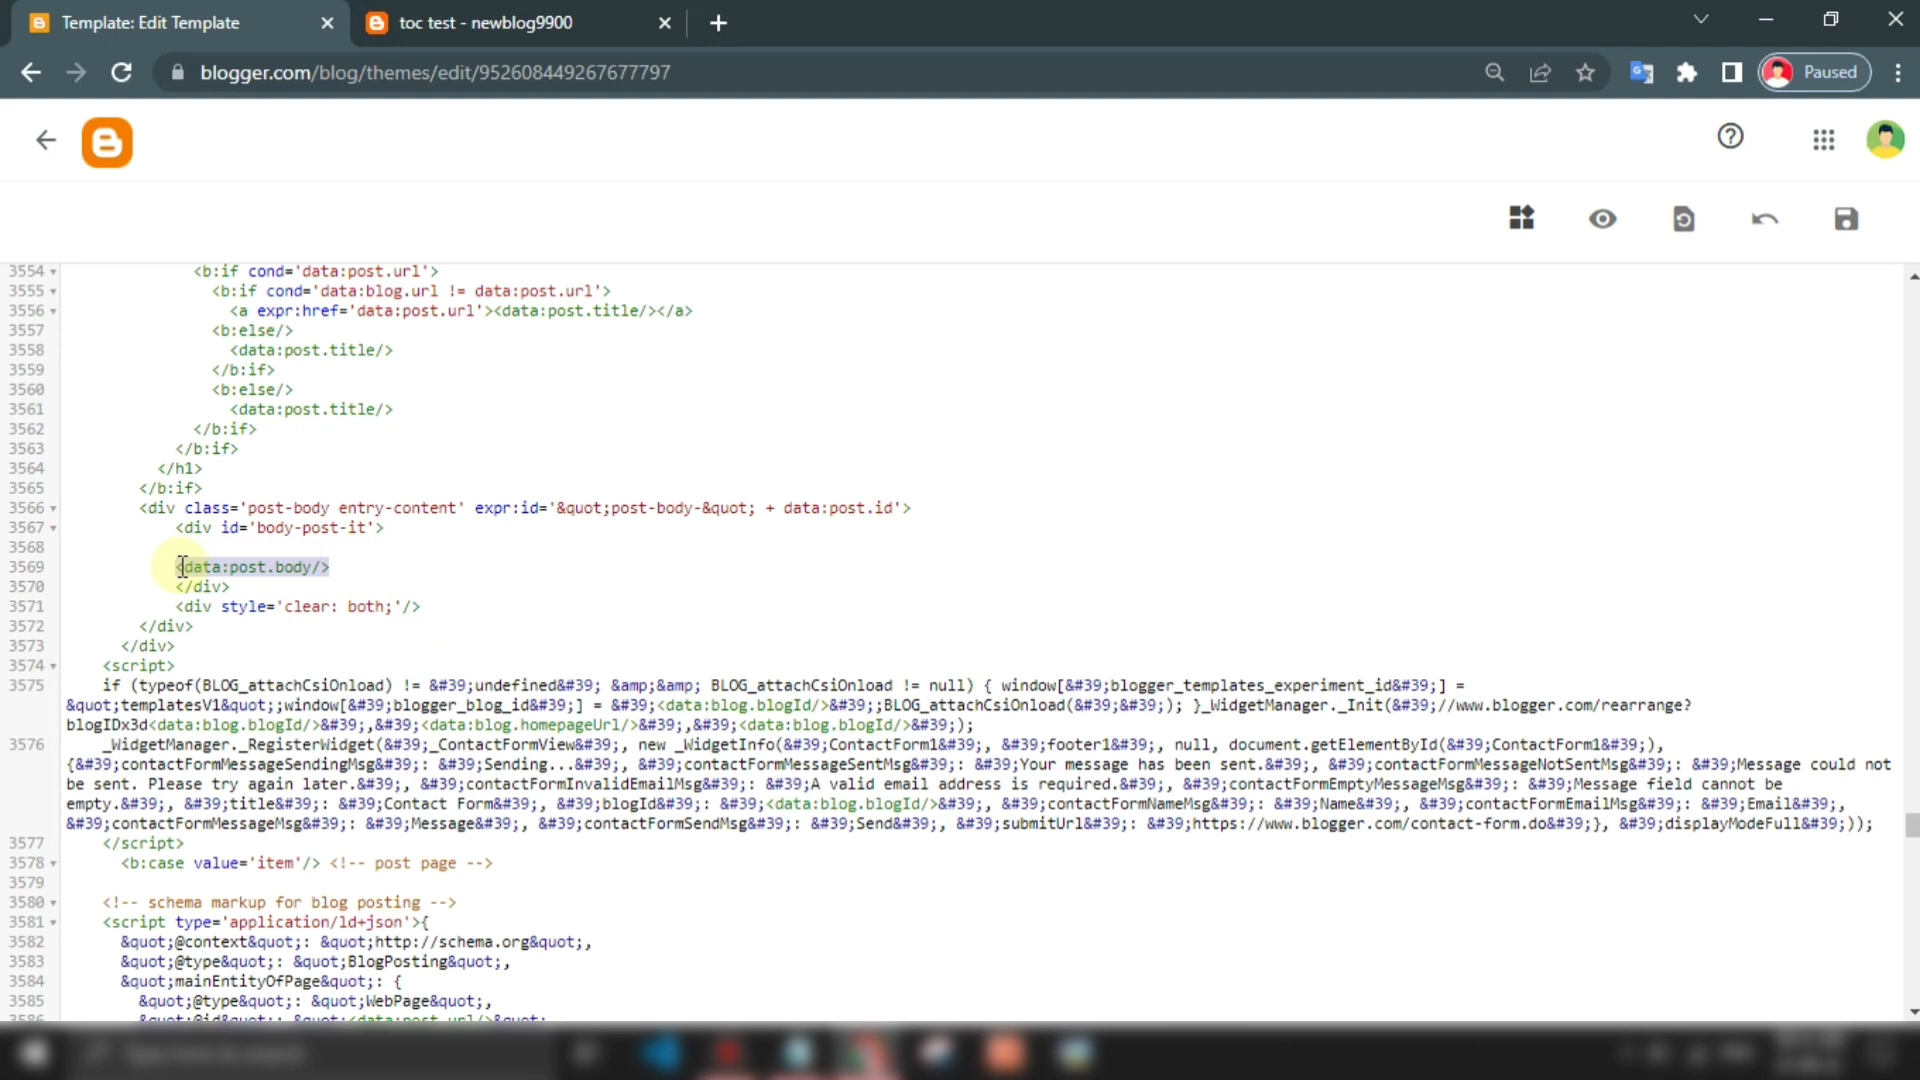 Template: Edit Template
toc test - newblog9900
blogger.com/blog/themes/edit/952608449267677797
Paused
3554 <b:if cond='data:post.url'>
3555 <b:if cond='data:blog.url != data:post.url'>
3556 <a expr:href='data:post.url'><data:post.title/></a>
3557 <b:else/>
3558 <data:post.title/>
3559 </b:if>
3560 <b:else/>
3561 <data:post.title/>
3562 </b:if>
3563 </b:if>
3564 </h1>
3565 </b:if>
3566 <div class='post-body entry-content' expr:id='&quot;post-body-&quot; + data:post.id'>
3567 <div id='body-post-it'>
3568
3569 <data:post.body/>
3570 </div>
3571 <div style='clear: both;'/>
3572 </div>
3573 </div>
3574 <script>
3575 if (typeof(BLOG_attachCsiOnload) != &#39;undefined&#39; &amp;&amp; BLOG_attachCsiOnload != null) { window[&#39;blogger_templates_experiment_id&#39;] =
&quot;templatesV1&quot;;window[&#39;blogger_blog_id&#39;] = &#39;<data:blog.blogId/>&#39;;BLOG_attachCsiOnload(&#39;&#39;); }_WidgetManager._Init(&#39;//www.blogger.com/rearrange?
blogIDx3d<data:blog.blogId/>&#39;,&#39;<data:blog.homepageUrl/>&#39;,&#39;<data:blog.blogId/>&#39;);
3576 _WidgetManager._RegisterWidget(&#39;_ContactFormView&#39;, new _WidgetInfo(&#39;ContactForm1&#39;, &#39;footer1&#39;, null, document.getElementById(&#39;ContactForm1&#39;),
{&#39;contactFormMessageSendingMsg&#39;: &#39;Sending...&#39;, &#39;contactFormMessageSentMsg&#39;: &#39;Your message has been sent.&#39;, &#39;contactFormMessageNotSentMsg&#39;: &#39;Message could not
be sent. Please try again later.&#39;, &#39;contactFormInvalidEmailMsg&#39;: &#39;A valid email address is required.&#39;, &#39;contactFormEmptyMessageMsg&#39;: &#39;Message field cannot be
empty.&#39;, &#39;title&#39;: &#39;Contact Form&#39;, &#39;blogId&#39;: &#39;<data:blog.blogId/>&#39;, &#39;contactFormNameMsg&#39;: &#39;Name&#39;, &#39;contactFormEmailMsg&#39;: &#39;Email&#39;,
&#39;contactFormMessageMsg&#39;: &#39;Message&#39;, &#39;contactFormSendMsg&#39;: &#39;Send&#39;, &#39;submitUrl&#39;: &#39;https://www.blogger.com/contact-form.do&#39;}, &#39;displayModeFull&#39;));
3577 </script>
3578 <b:case value='item'/> <!-- post page -->
3579
3580 <!-- schema markup for blog posting -->
3581 <script type='application/ld+json'>{
3582 &quot;@context&quot;: &quot;http://schema.org&quot;,
3583 &quot;@type&quot;: &quot;BlogPosting&quot;,
3584 &quot;mainEntityOfPage&quot;: {
3585 &quot;@type&quot;: &quot;WebPage&quot;,
3586 &quot;@id&quot;: &quot;<data:post.url/>&quot;